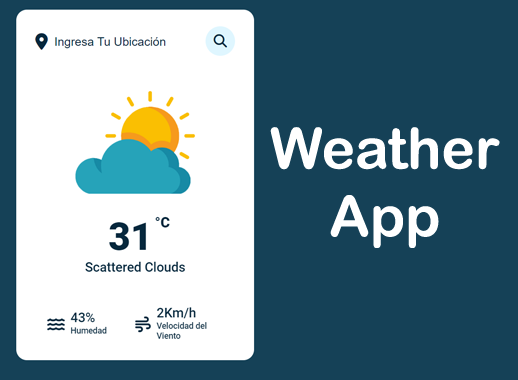 Ingresa Tu Ubicación
31 °C
Scattered Clouds
43%
Humedad
2Km/h
Velocidad del
Viento
Weather
App